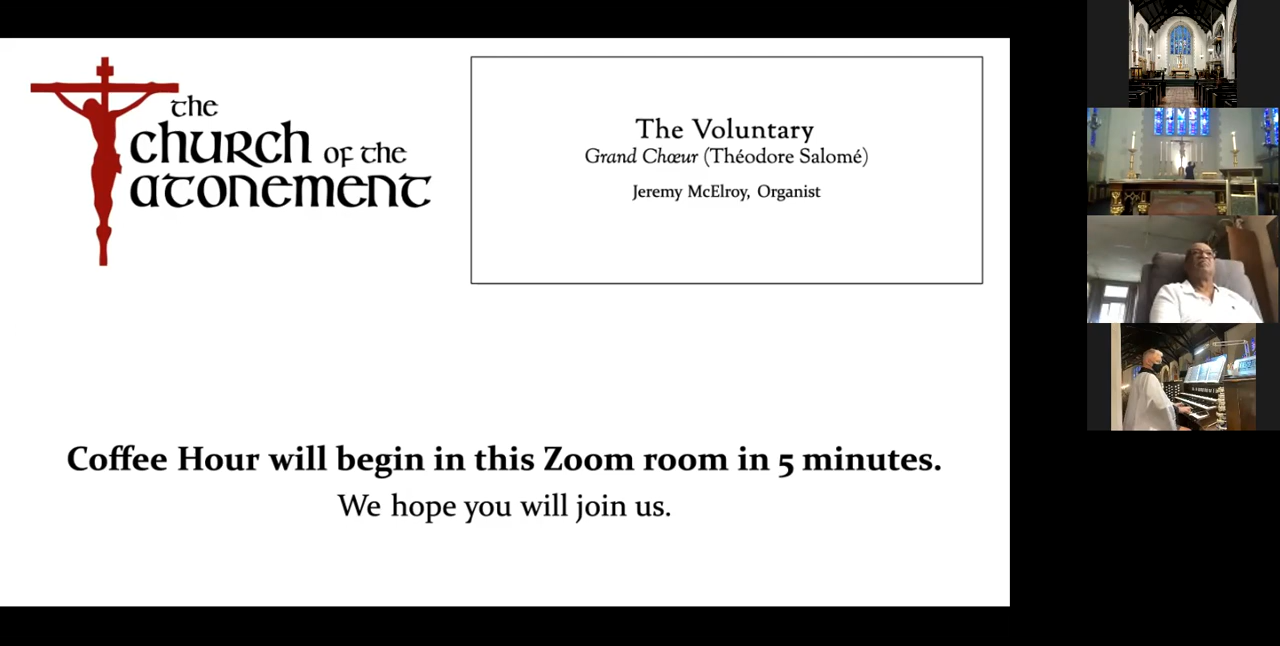 the
church of the
atonement
The Voluntary
Grand Chœur (Théodore Salomé)
Jeremy McElroy, Organist
Coffee Hour will begin in this Zoom room in 5 minutes.
We hope you will join us.